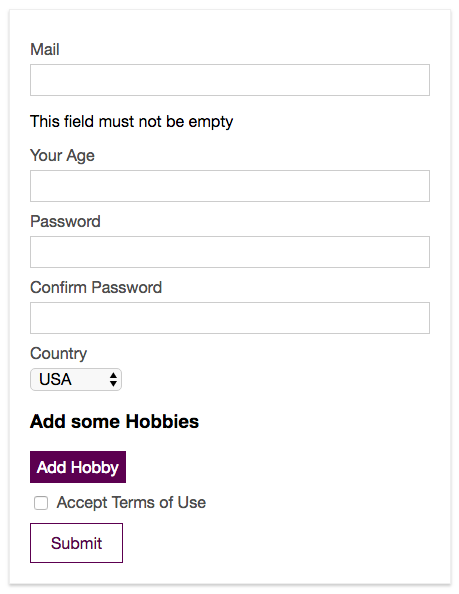 Mail
This field must not be empty
Your Age
Password
Confirm Password
Country
USA
Add some Hobbies
Add Hobby
Accept Terms of Use
Submit